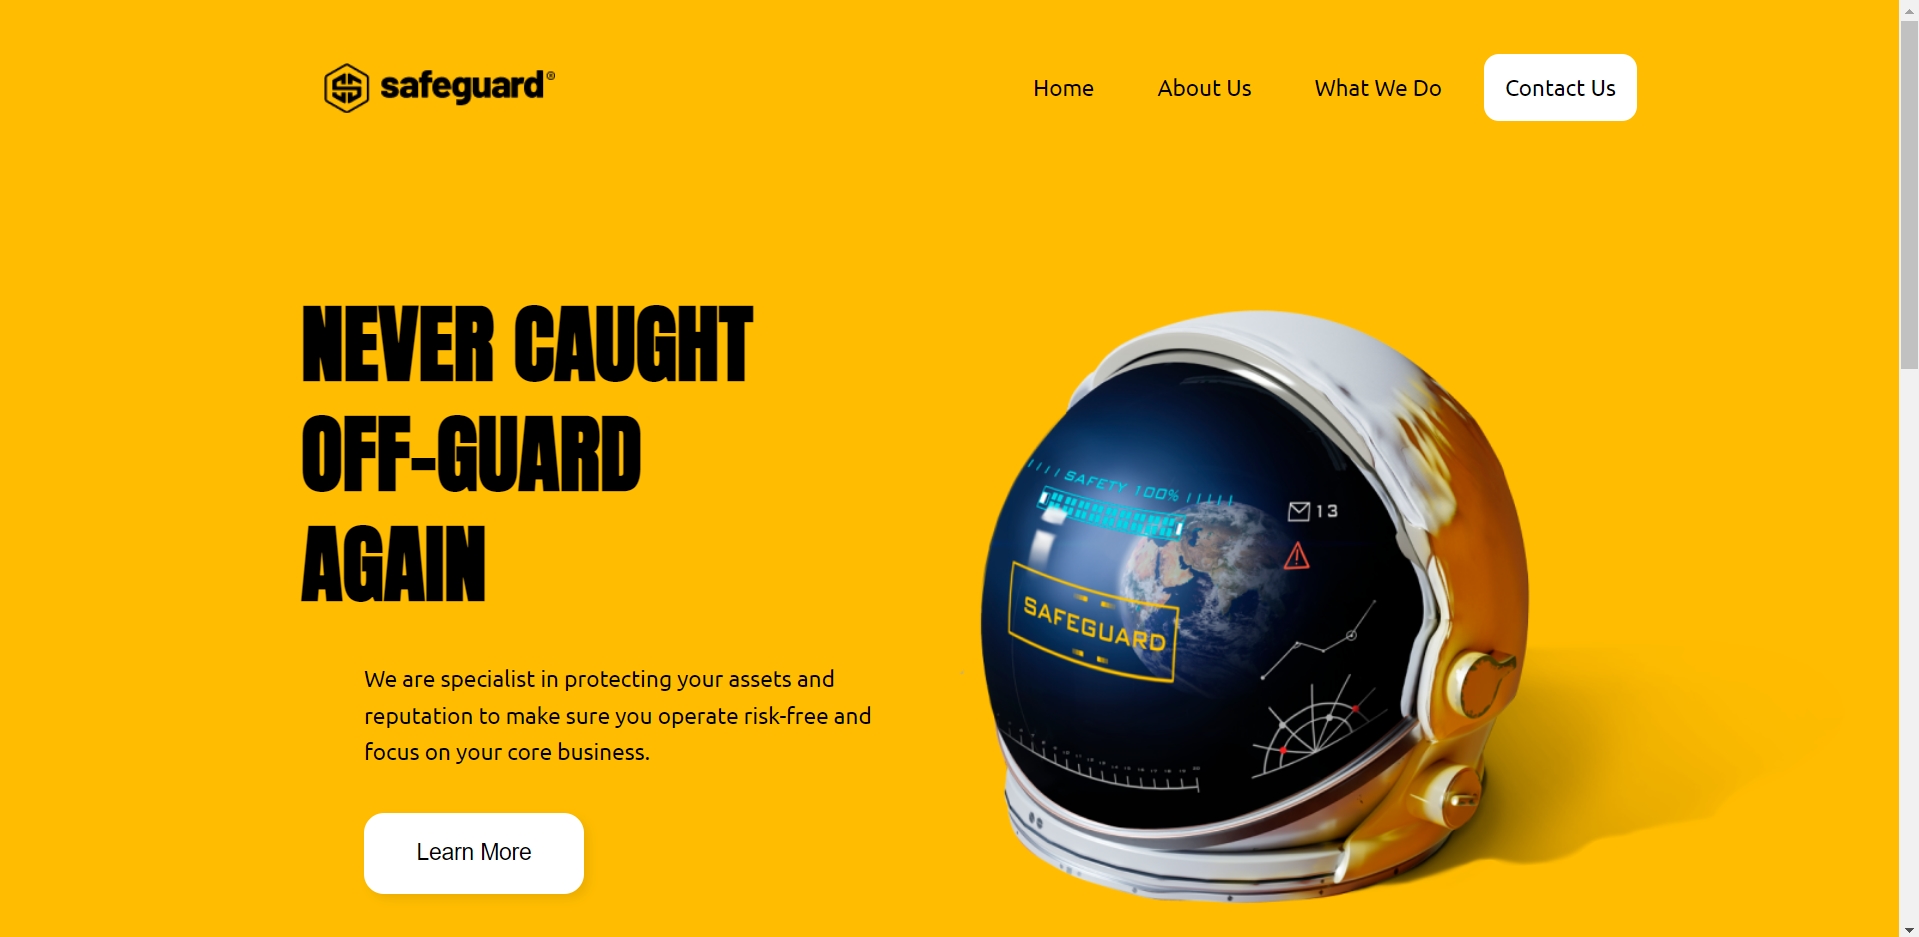 safeguard®
Home
About Us
What We Do
Contact Us
NEVER CAUGHT
OFF-GUARD
AGAIN
We are specialist in protecting your assets and
reputation to make sure you operate risk-free and
focus on your core business.
Learn More
SAFETY 100%
13
SAFEGUARD